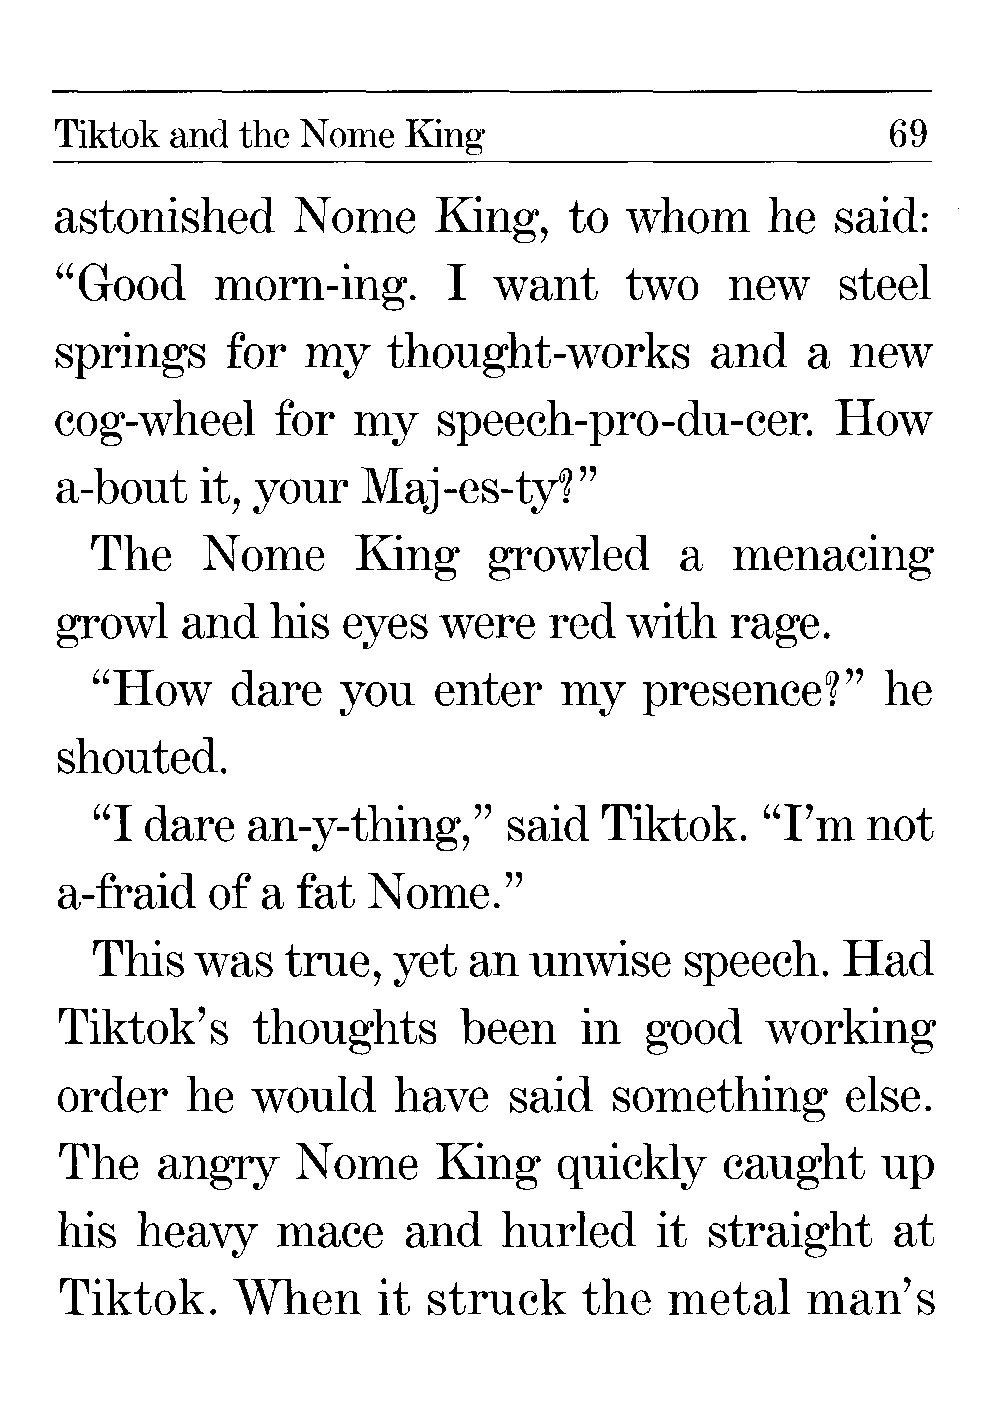 Tiktok and the Nome King 69
astonished Nome King, to whom he said:
“Good morn-ing. I want two new steel
springs for my thought-works and a new
cog-wheel for my speech-pro-du-cer. How
a-bout it, your Maj-es-ty?”
The Nome King growled a menacing
growl and his eyes were red with rage.
“How dare you enter my presence?” he
shouted.
“I dare an-y-thing,” said Tiktok. “I’m not
a-fraid of a fat Nome.”
This was true, yet an unwise speech. Had
Tiktok’s thoughts been in good working
order he would have said something else.
The angry Nome King quickly caught up
his heavy mace and hurled it straight at
Tiktok. When it struck the metal man’s